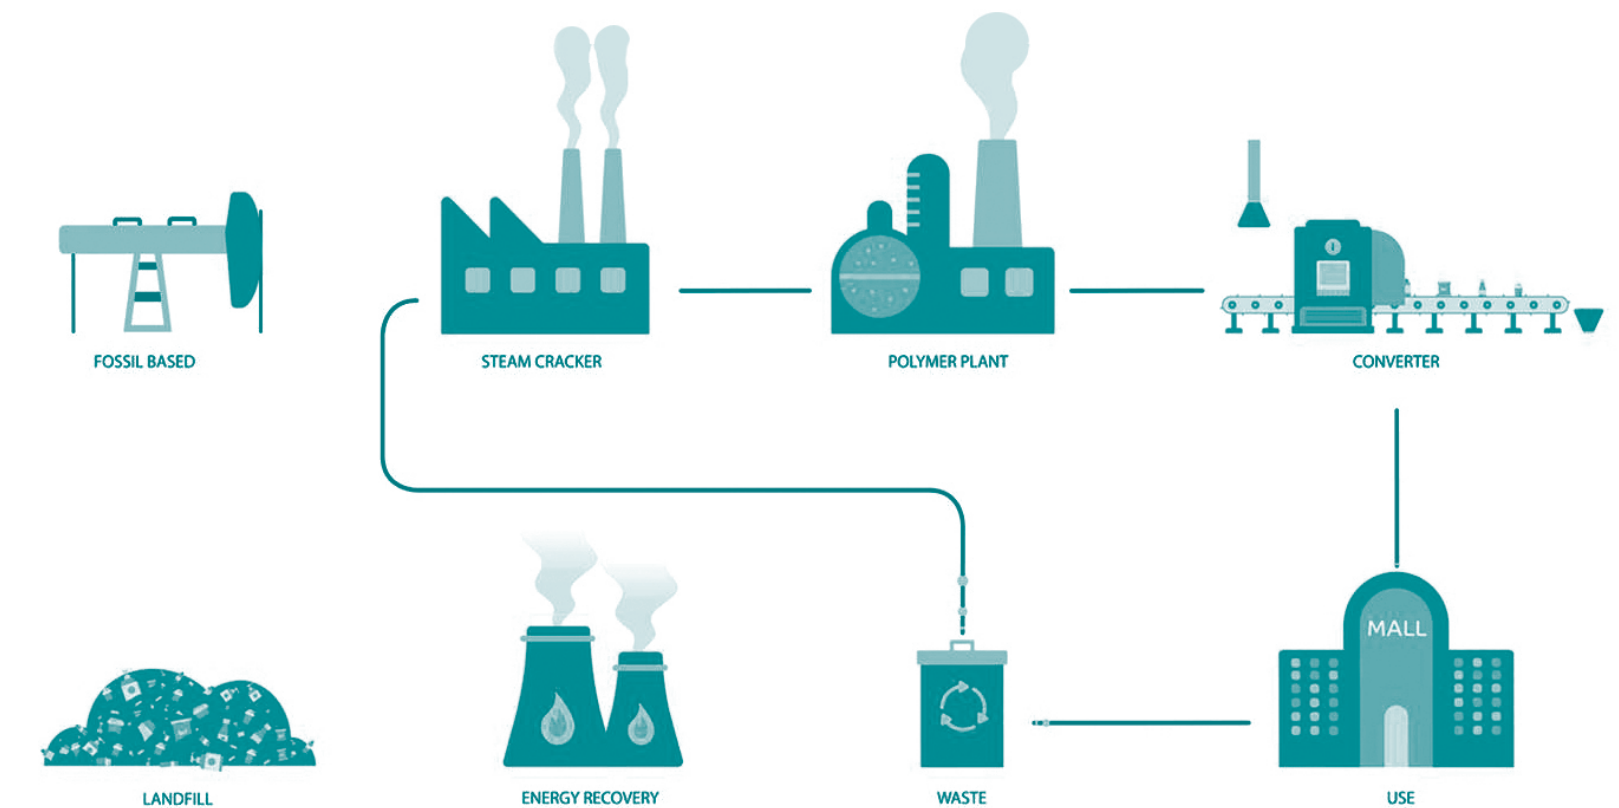 FOSSIL BASED
STEAM CRACKER
POLYMER PLANT
CONVERTER
MALL
LANDFILL
ENERGY RECOVERY
WASTE
USE